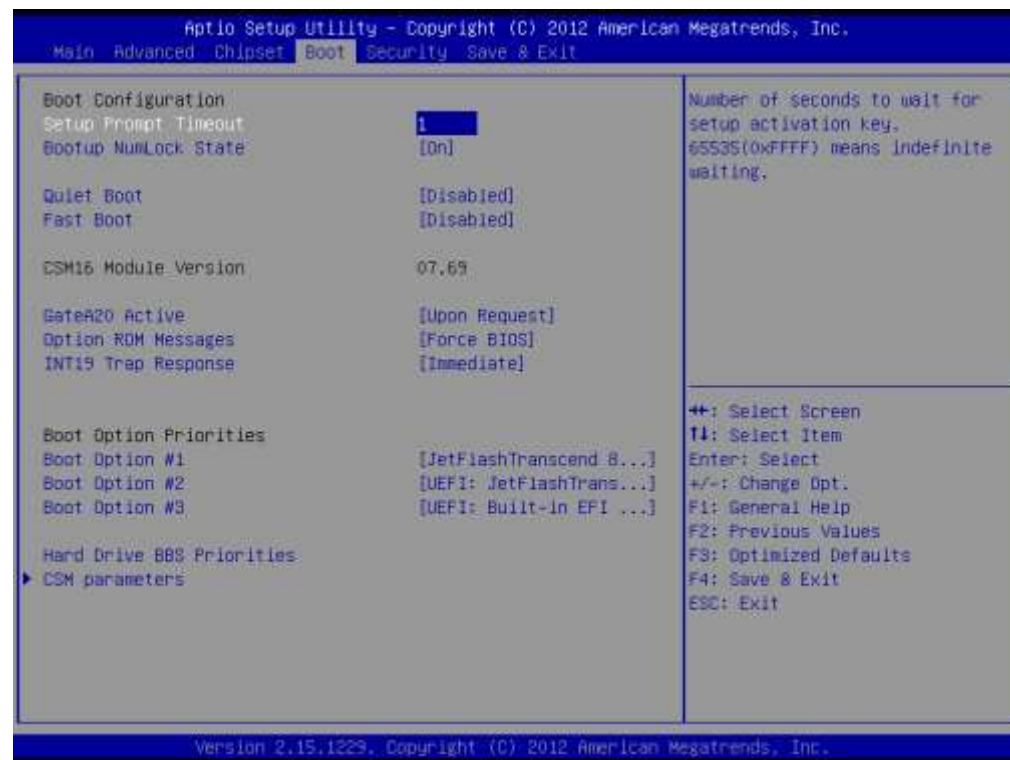 Aptio Setup Utility - Copyright (C) 2012 American Megatrends, Inc.
Main Advanced Chipset Boot Security Save & Exit
Boot Configuration
Setup Prompt Timeout 1
Bootup NumLock State [On]
Quiet Boot [Disabled]
Fast Boot [Disabled]
CSM16 Module Version 07.69
GateA20 Active [Upon Request]
Option ROM Messages [Force BIOS]
INT19 Trap Response [Immediate]
Boot Option Priorities
Boot Option #1 [JetFlashTranscend 8...]
Boot Option #2 [UEFI: JetFlashTrans...]
Boot Option #3 [UEFI: Built-in EFI ...]
Hard Drive BBS Priorities
CSM parameters
Number of seconds to wait for
setup activation key.
65535(0xFFFF) means indefinite
waiting.
→←: Select Screen
↑↓: Select Item
Enter: Select
+/-: Change Opt.
F1: General Help
F2: Previous Values
F3: Optimized Defaults
F4: Save & Exit
ESC: Exit
Version 2.15.1229. Copyright (C) 2012 American Megatrends, Inc.